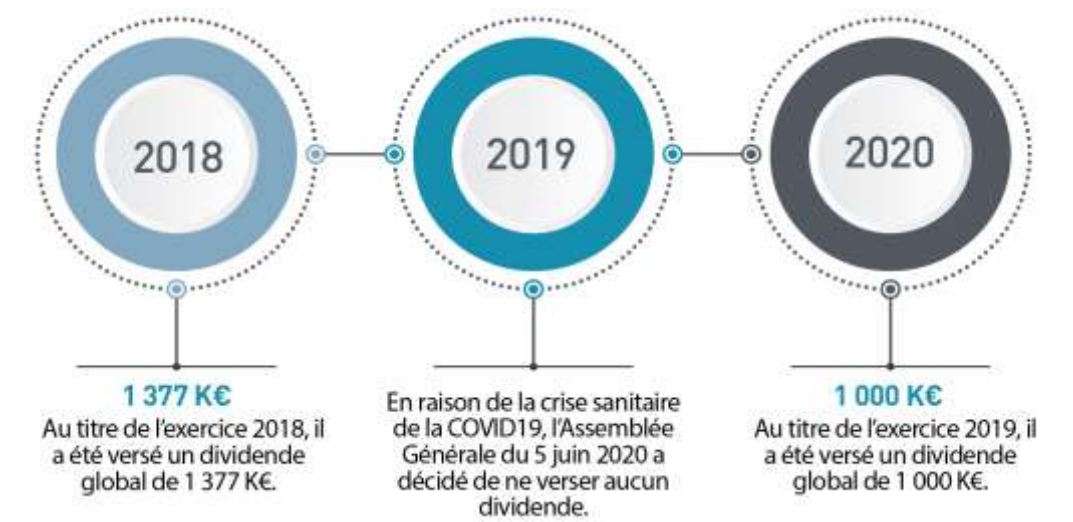 2018
2019
2020
1 377 K€
Au titre de l'exercice 2018, il
a été versé un dividende
global de 1 377 K€.
En raison de la crise sanitaire
de la COVID19, l'Assemblée
Générale du 5 juin 2020 a
décidé de ne verser aucun
dividende.
1 000 K€
Au titre de l'exercice 2019, il
a été versé un dividende
global de 1 000 K€.